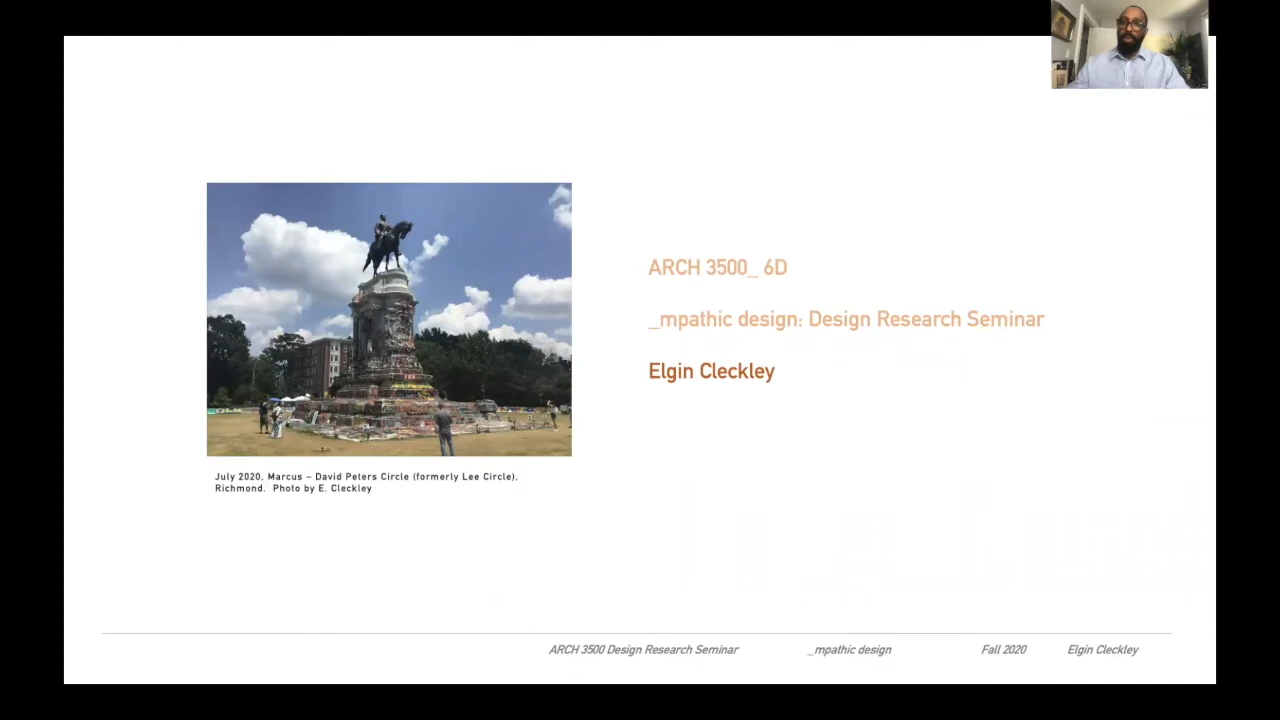 ARCH 3500_ 6D
_mpathic design: Design Research Seminar
Elgin Cleckley
July 2020, Marcus – David Peters Circle (formerly Lee Circle),
Richmond. Photo by E. Cleckley
ARCH 3500 Design Research Seminar _mpathic design Fall 2020 Elgin Cleckley